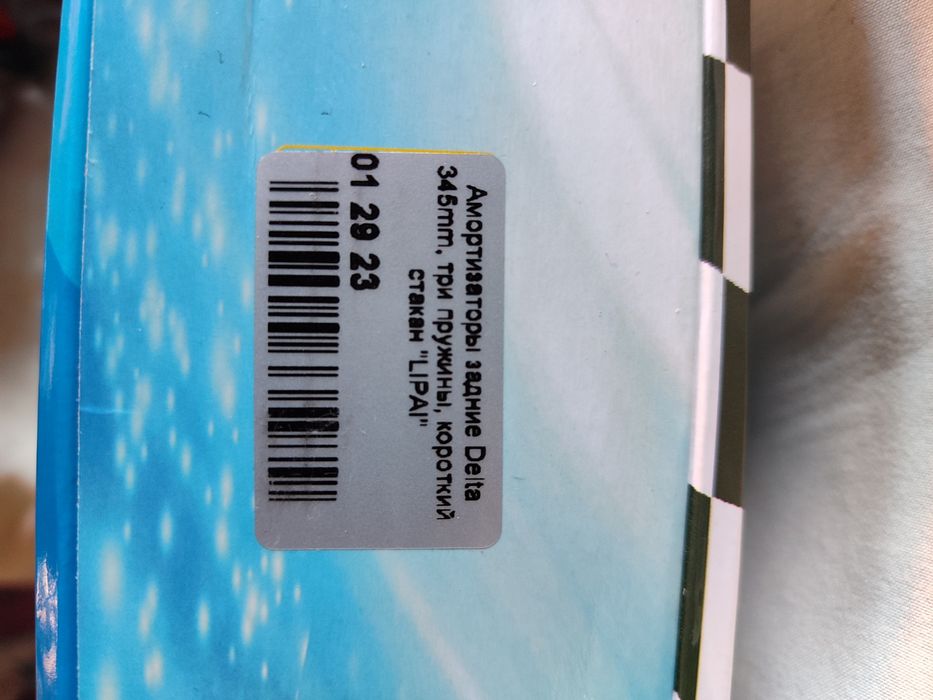 Амортизаторы задние Delta
345mm, три пружины, короткий
стакан "LIPAI"
01 29 23